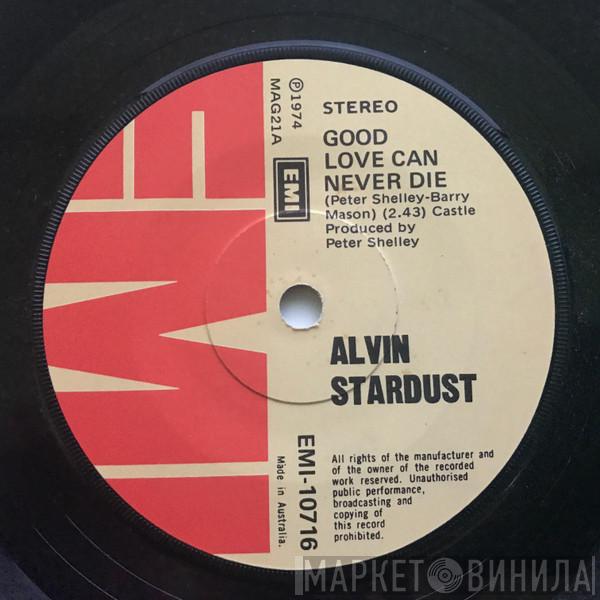 EMI
STEREO
GOOD
LOVE CAN
NEVER DIE
(Peter Shelley-Barry
Mason) (2.43) Castle
Produced by
Peter Shelley
℗1974
MAG21A
EMI
ALVIN
STARDUST
EMI-10716
Made in Australia.
All rights of the manufacturer and
of the owner of the recorded
work reserved. Unauthorised
public performance,
broadcasting and
copying of
this record
prohibited.
МАРКЕТ ВИНИЛА